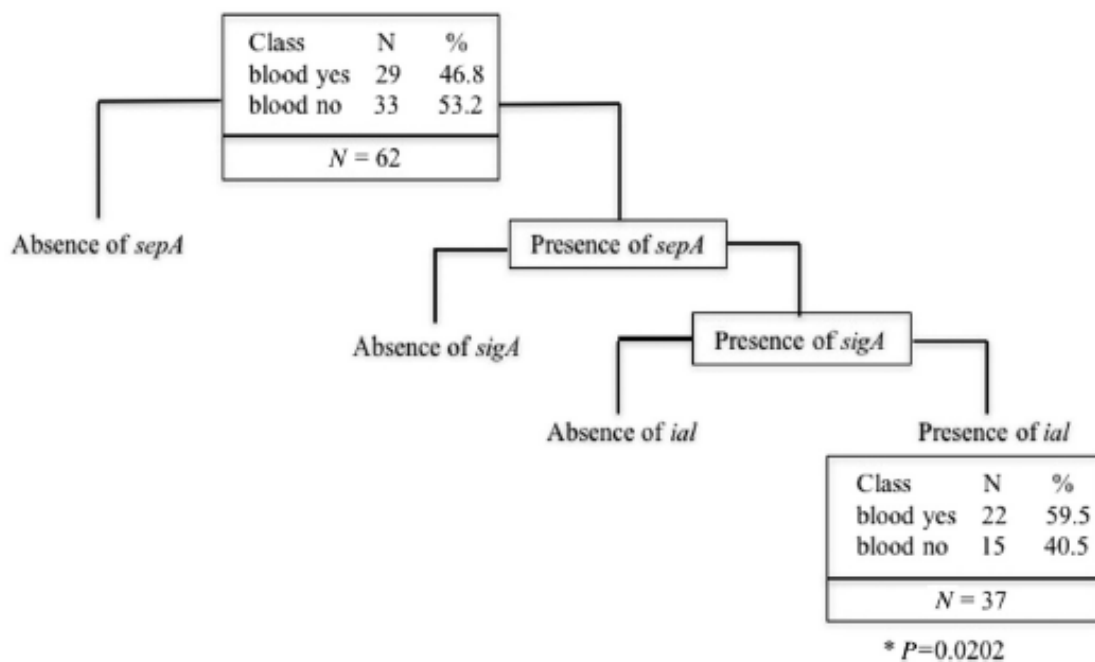 Class N %
blood yes 29 46.8
blood no 33 53.2
N = 62
Absence of sepA
Presence of sepA
Absence of sigA
Presence of sigA
Absence of ial
Presence of ial
Class N %
blood yes 22 59.5
blood no 15 40.5
N = 37
* P=0.0202